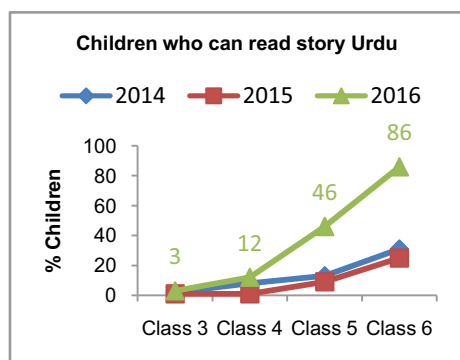 Children who can read story Urdu
2014 2015 2016
% Children
100
80
60
40
20
0
3
12
46
86
Class 3 Class 4 Class 5 Class 6